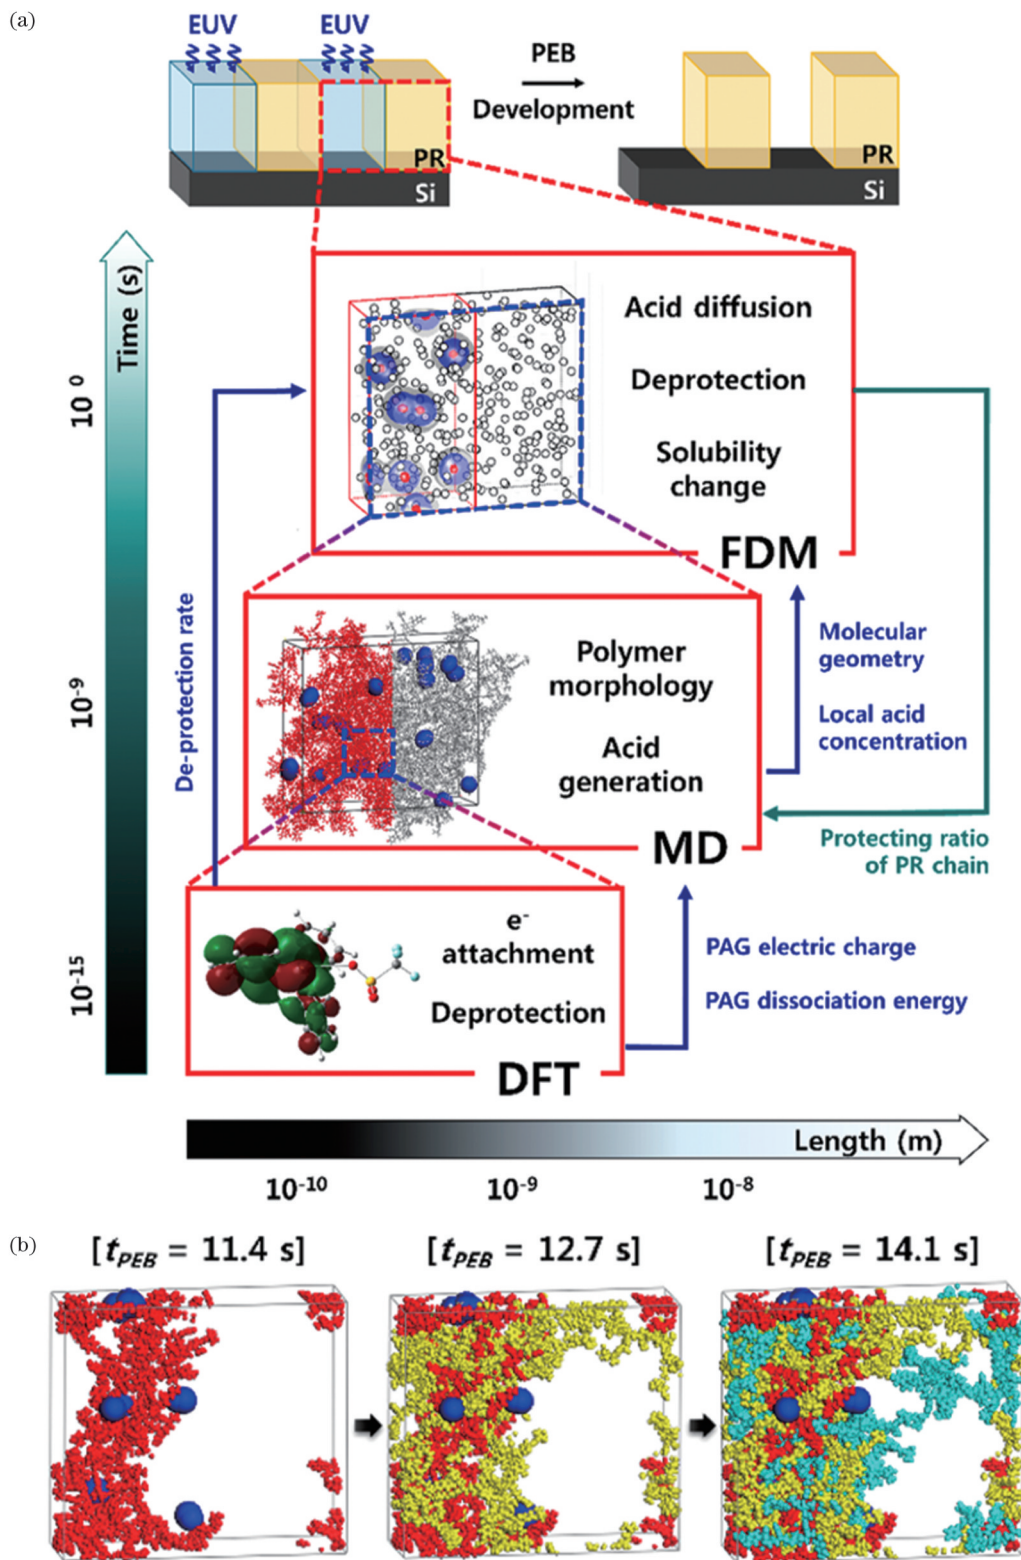 (a)
EUV EUV
PEB
Development
PR
Si
PR
Si
Time (s)
10 0
10-9
10-15
De-protection rate
Acid diffusion
Deprotection
Solubility
change
FDM
Polymer
morphology
Acid
generation
MD
Molecular
geometry
Local acid
concentration
Protecting ratio
of PR chain
e-
attachment
Deprotection
DFT
PAG electric charge
PAG dissociation energy
Length (m)
10-10 10-9 10-8
(b)
[tPEB = 11.4 s] [tPEB = 12.7 s] [tPEB = 14.1 s]